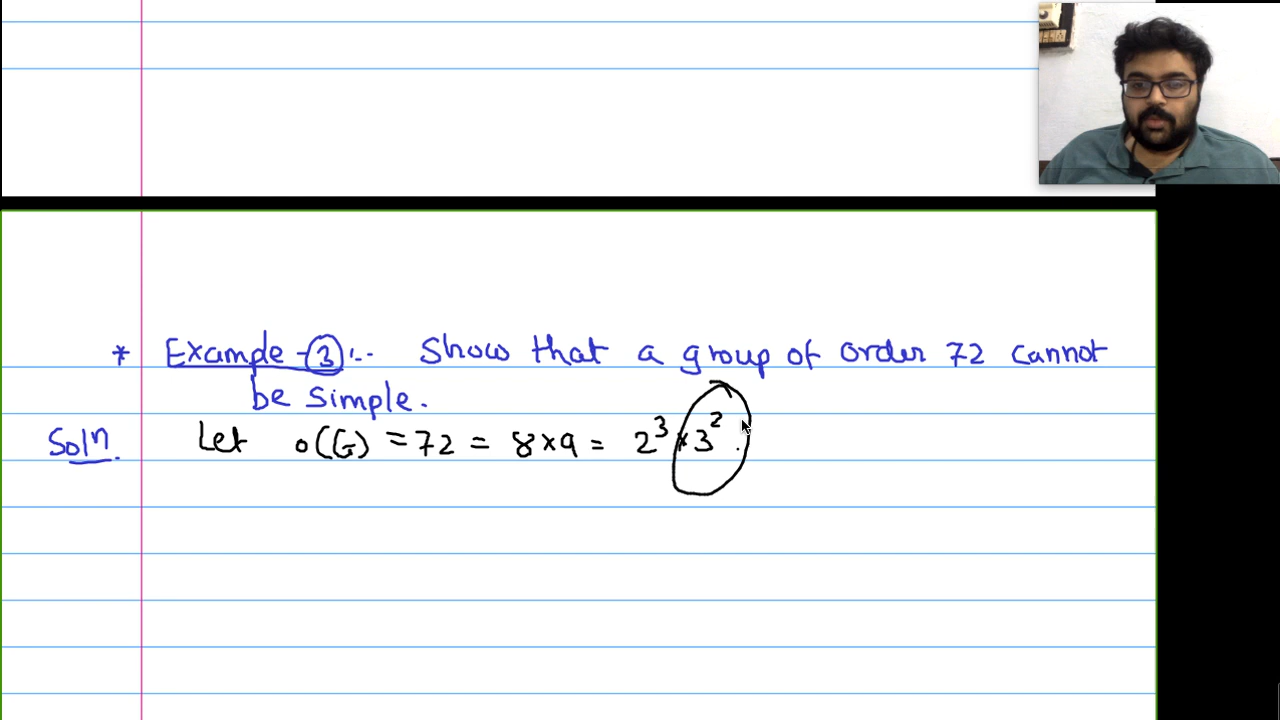 * Example-③:- Show that a group of order 72 cannot
be simple.
Solⁿ. Let o(G) = 72 = 8×9 = 2³×3².